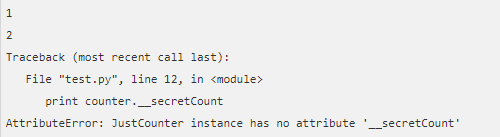 1
2
Traceback (most recent call last):
   File "test.py", line 12, in <module>
      print counter.__secretCount
AttributeError: JustCounter instance has no attribute '__secretCount'